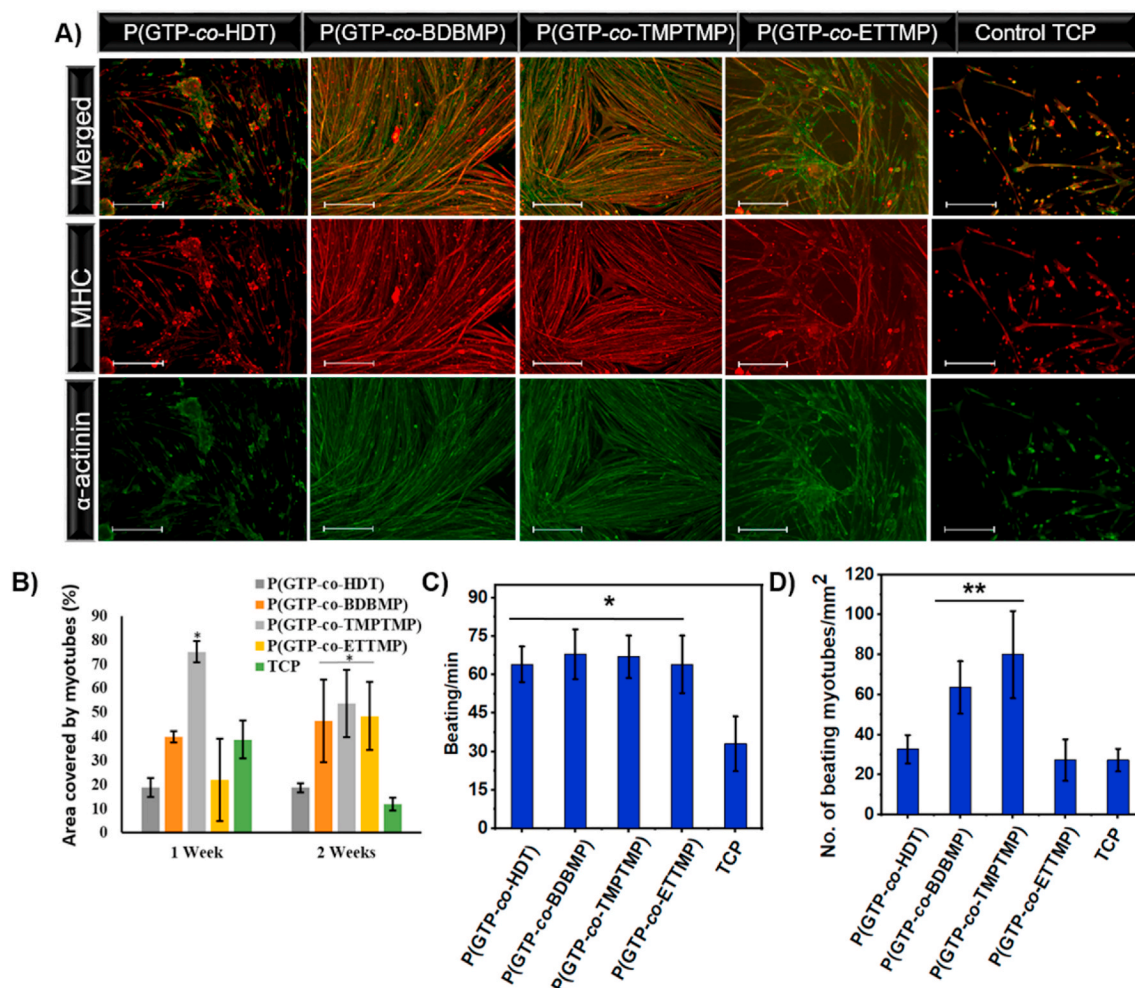 A)
P(GTP-co-HDT) P(GTP-co-BDBMP) P(GTP-co-TMPTMP) P(GTP-co-ETTMP) Control TCP
Merged
MHC
α-actinin
B)
Area covered by myotubes (%)
90
80
70
60
50
40
30
20
10
0
P(GTP-co-HDT)
P(GTP-co-BDBMP)
P(GTP-co-TMPTMP)
P(GTP-co-ETTMP)
TCP
*
*
1 Week 2 Weeks
C)
Beating/min
90
75
60
45
30
15
0
*
P(GTP-co-HDT)
P(GTP-co-BDBMP)
P(GTP-co-TMPTMP)
P(GTP-co-ETTMP)
TCP
D)
No. of beating myotubes/mm²
120
100
80
60
40
20
0
**
P(GTP-co-HDT)
P(GTP-co-BDBMP)
P(GTP-co-TMPTMP)
P(GTP-co-ETTMP)
TCP